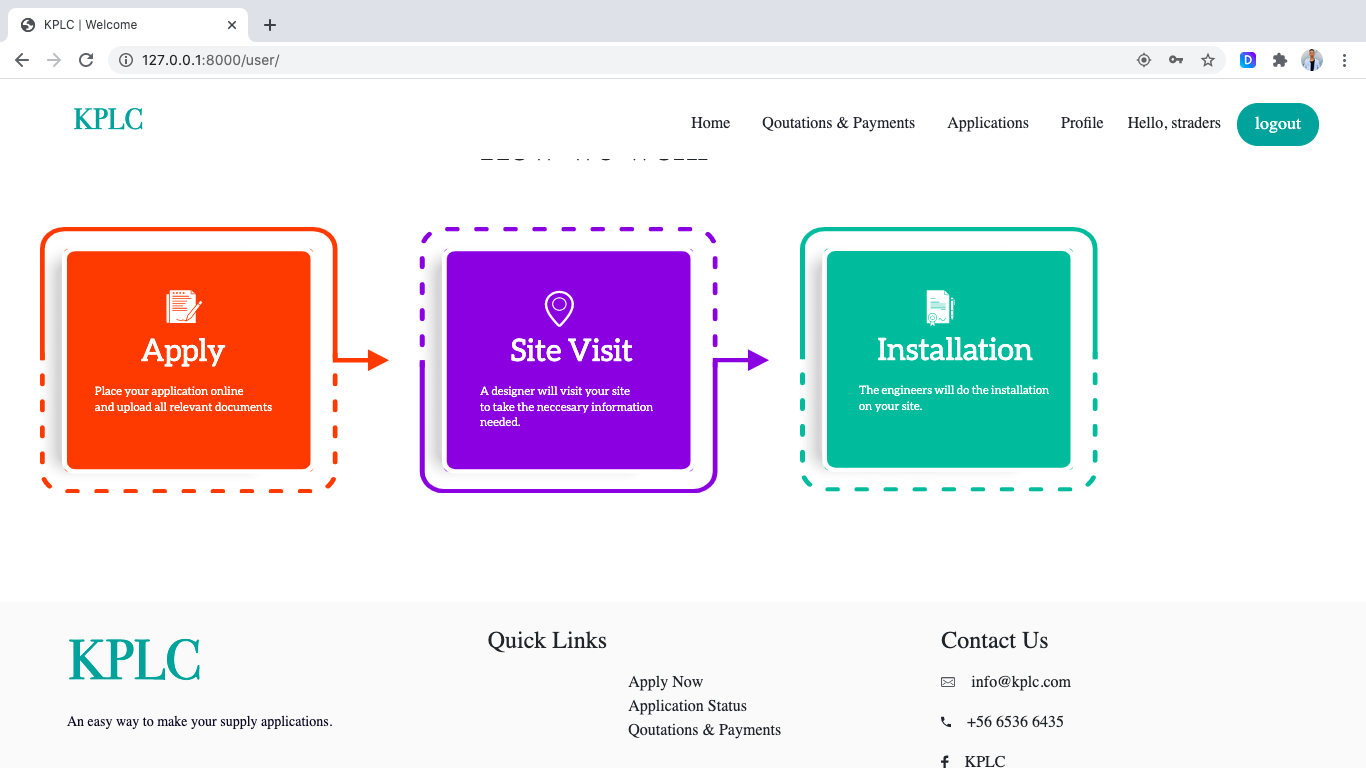 KPLC | Welcome
127.0.0.1:8000/user/
KPLC
Home
Qoutations & Payments
Applications
Profile
Hello, straders
logout
Apply
Place your application online
and upload all relevant documents
Site Visit
A designer will visit your site
to take the neccesary information
needed.
Installation
The engineers will do the installation
on your site.
KPLC
An easy way to make your supply applications.
Quick Links
Apply Now
Application Status
Qoutations & Payments
Contact Us
info@kplc.com
+56 6536 6435
KPLC